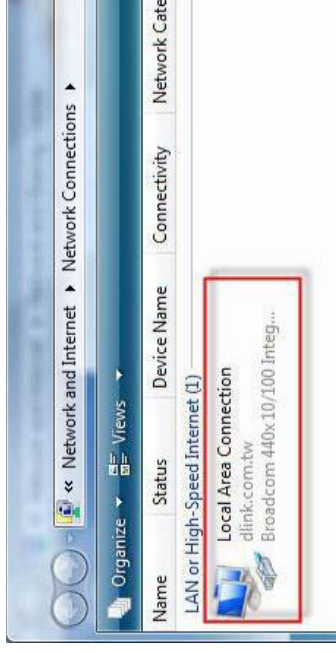 « Network and Internet ▸ Network Connections ▸
Organize ▾ Views ▾
Name Status Device Name Connectivity Network Cate
LAN or High-Speed Internet (1)
Local Area Connection
dlink.com.tw
Broadcom 440x 10/100 Integ...